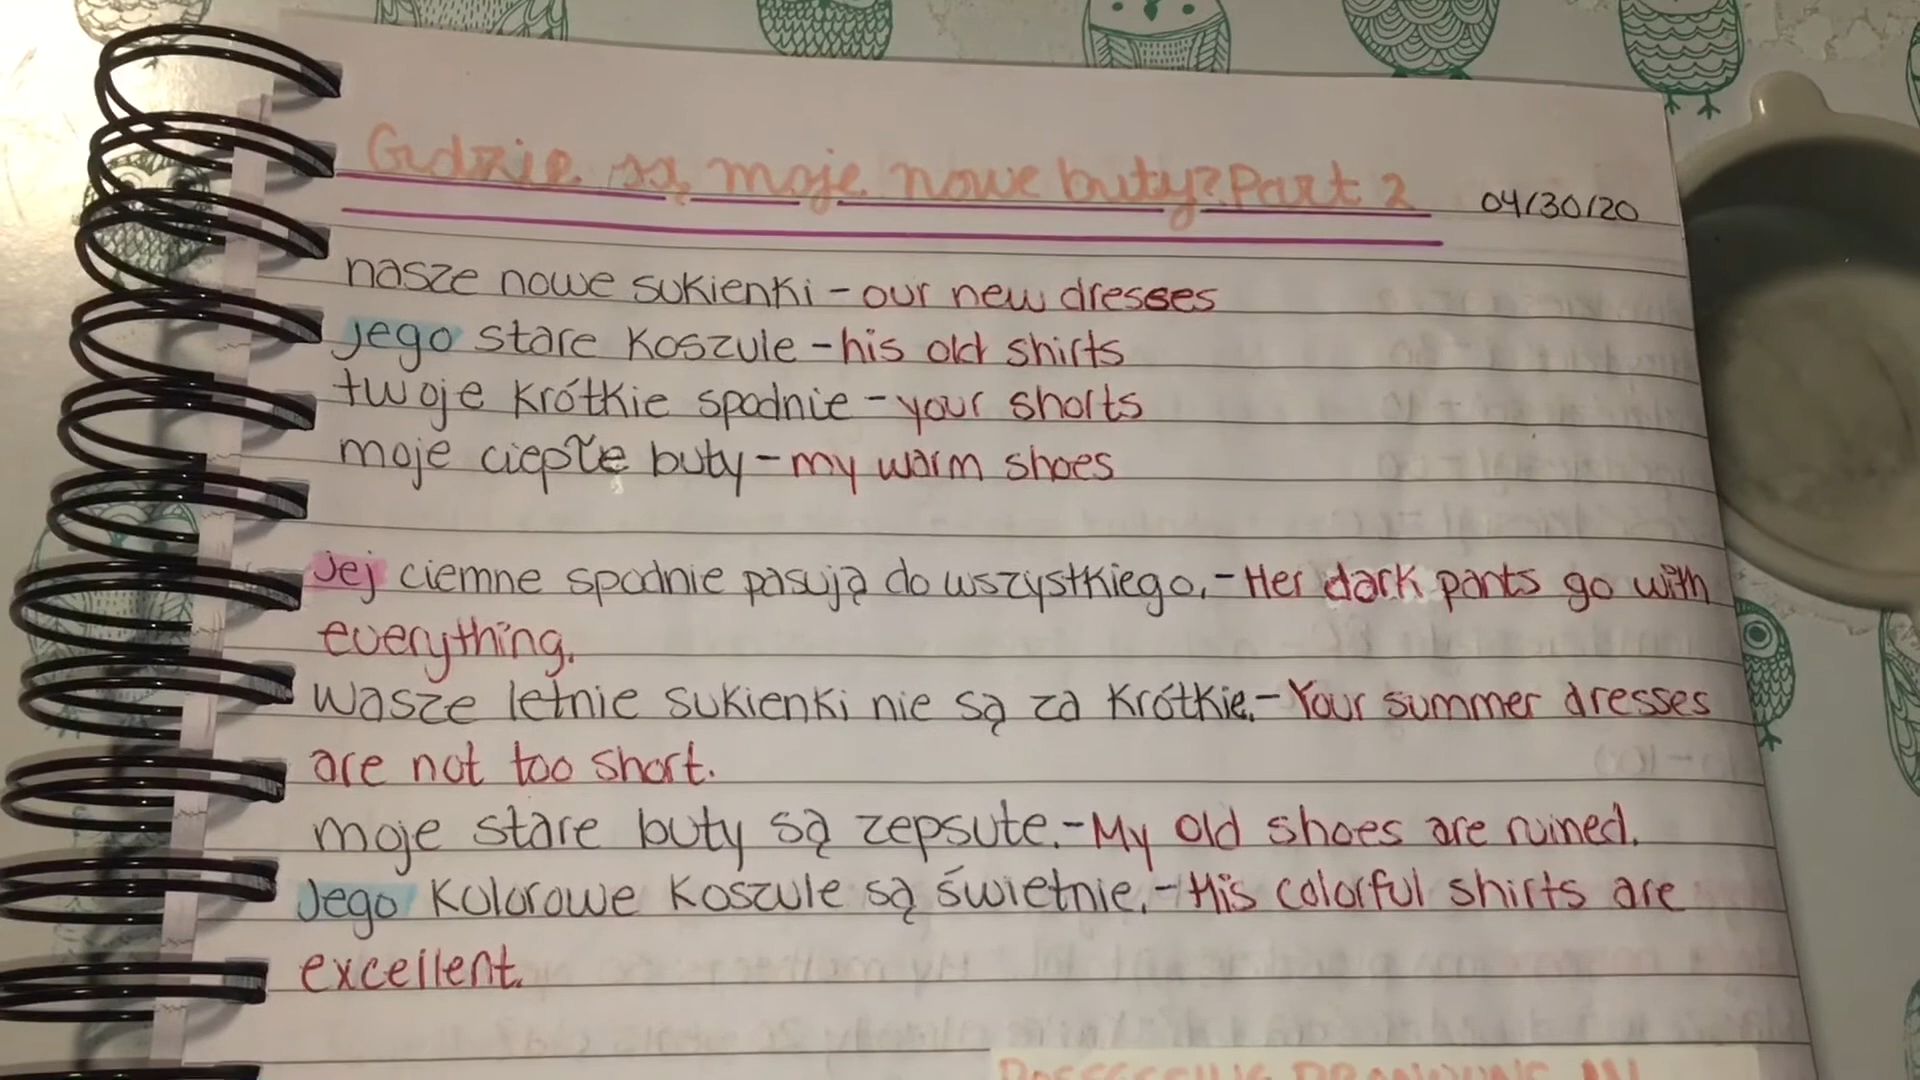 Gdzie są moje nowe buty? Part 2
04/30/20
nasze nowe sukienki - our new dresses
jego stare koszule - his old shirts
twoje krótkie spodnie - your shorts
moje ciepłe buty - my warm shoes
Jej ciemne spodnie pasują do wszystkiego. - Her dark pants go with
everything.
Wasze letnie sukienki nie są za krótkie. - Your summer dresses
are not too short.
moje stare buty są zepsute. - My old shoes are ruined.
Jego kolorowe koszule są świetnie. - His colorful shirts are
excellent.